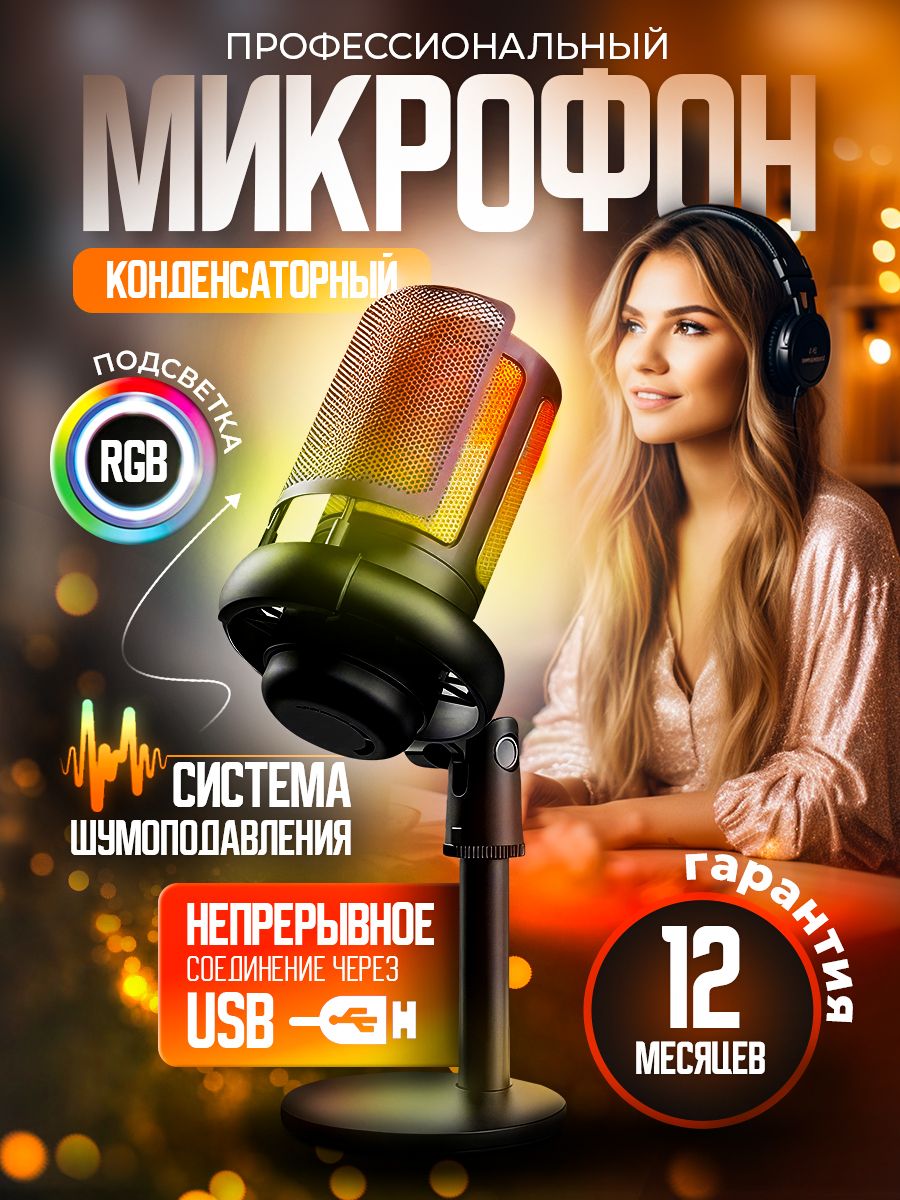 ПРОФЕССИОНАЛЬНЫЙ
МИКРОФОН
КОНДЕНСАТОРНЫЙ
ПОДСВЕТКА
RGB
СИСТЕМА
ШУМОПОДАВЛЕНИЯ
НЕПРЕРЫВНОЕ
СОЕДИНЕНИЕ ЧЕРЕЗ
USB
гарантия
12
МЕСЯЦЕВ